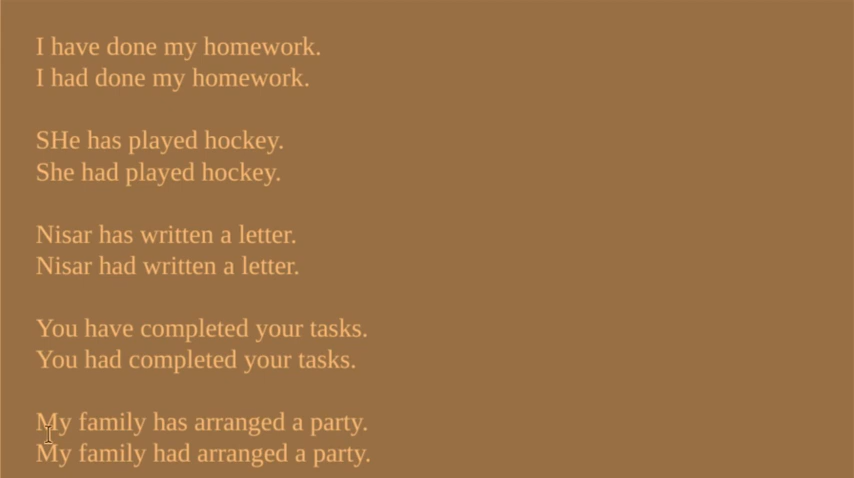 I have done my homework.
I had done my homework.
SHe has played hockey.
She had played hockey.
Nisar has written a letter.
Nisar had written a letter.
You have completed your tasks.
You had completed your tasks.
My family has arranged a party.
My family had arranged a party.